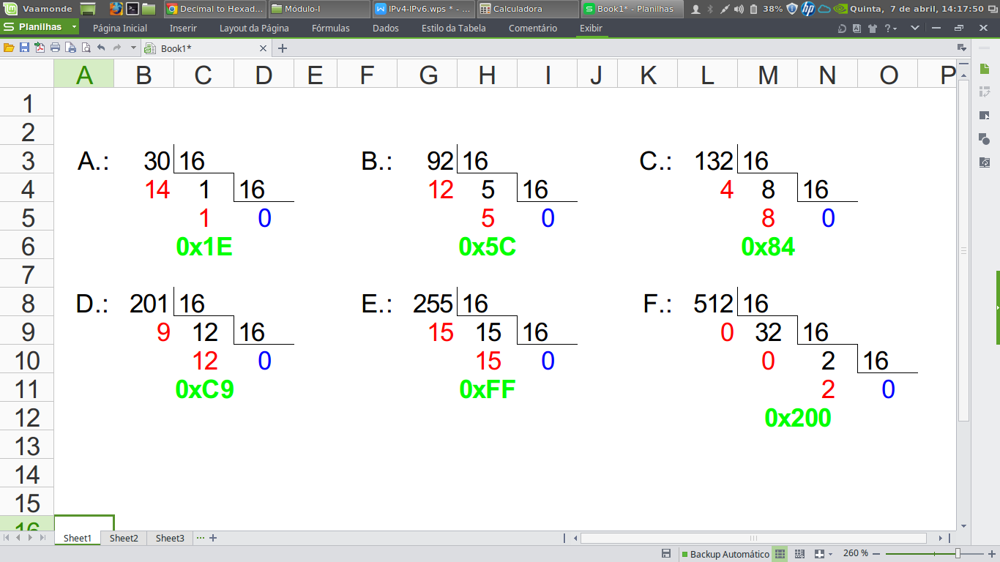 Vaamonde Decimal to Hexad... Módulo-I IPv4-IPv6.wps * - ... Calculadora Book1* - Planilhas 38% Quinta, 7 de abril, 14:17:50
Planilhas Página Inicial Inserir Layout da Página Fórmulas Dados Estilo da Tabela Comentário Exibir
Book1*
A B C D E F G H I J K L M N O P
1
2
3 A.: 30 16 B.: 92 16 C.: 132 16
4 14 1 16 12 5 16 4 8 16
5 1 0 5 0 8 0
6 0x1E 0x5C 0x84
7
8 D.: 201 16 E.: 255 16 F.: 512 16
9 9 12 16 15 15 16 0 32 16
10 12 0 15 0 0 2 16
11 0xC9 0xFF 2 0
12 0x200
13
14
15
16
Sheet1 Sheet2 Sheet3 ...
Backup Automático 260 %